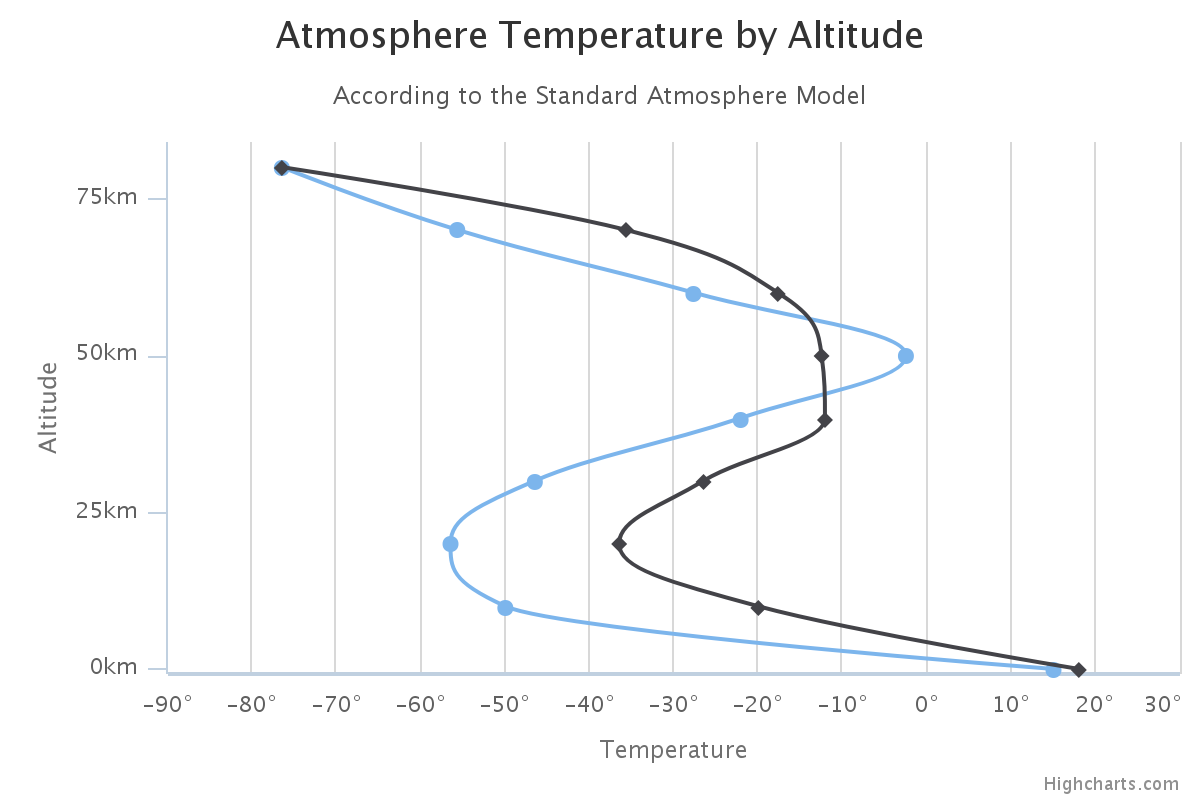 Atmosphere Temperature by Altitude
According to the Standard Atmosphere Model
Altitude
75km
50km
25km
0km
−90° −80° −70° −60° −50° −40° −30° −20° −10° 0° 10° 20° 30°
Temperature
Highcharts.com